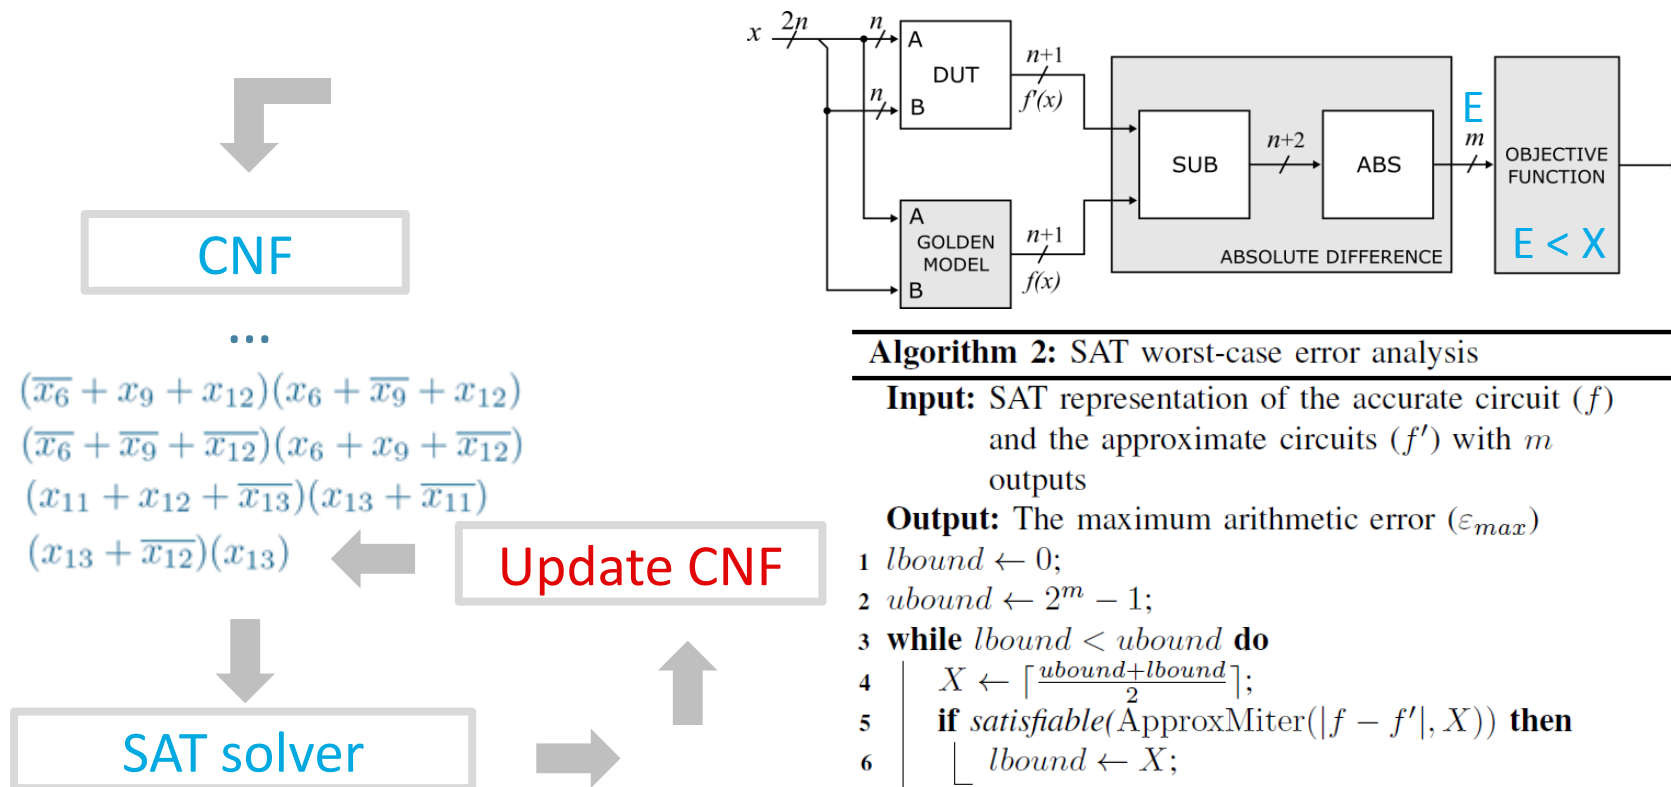 CNF
...
(x̅₆ + x₉ + x₁₂)(x₆ + x̅₉ + x₁₂)
(x̅₆ + x̅₉ + x̅₁₂)(x₆ + x₉ + x̅₁₂)
(x₁₁ + x₁₂ + x̅₁₃)(x₁₃ + x̅₁₁)
(x₁₃ + x̅₁₂)(x₁₃)
Update CNF
SAT solver
x
2n
n
A
DUT
n
B
n+1
f'(x)
A
GOLDEN
MODEL
B
n+1
f(x)
SUB
n+2
ABS
ABSOLUTE DIFFERENCE
E
m
OBJECTIVE
FUNCTION
E < X
Algorithm 2: SAT worst-case error analysis
Input: SAT representation of the accurate circuit (f)
and the approximate circuits (f′) with m
outputs
Output: The maximum arithmetic error (εmax)
1 lbound ← 0;
2 ubound ← 2ᵐ − 1;
3 while lbound < ubound do
4 X ← ⌈(ubound+lbound)/2⌉;
5 if satisfiable(ApproxMiter(|f − f′|, X)) then
6 lbound ← X;